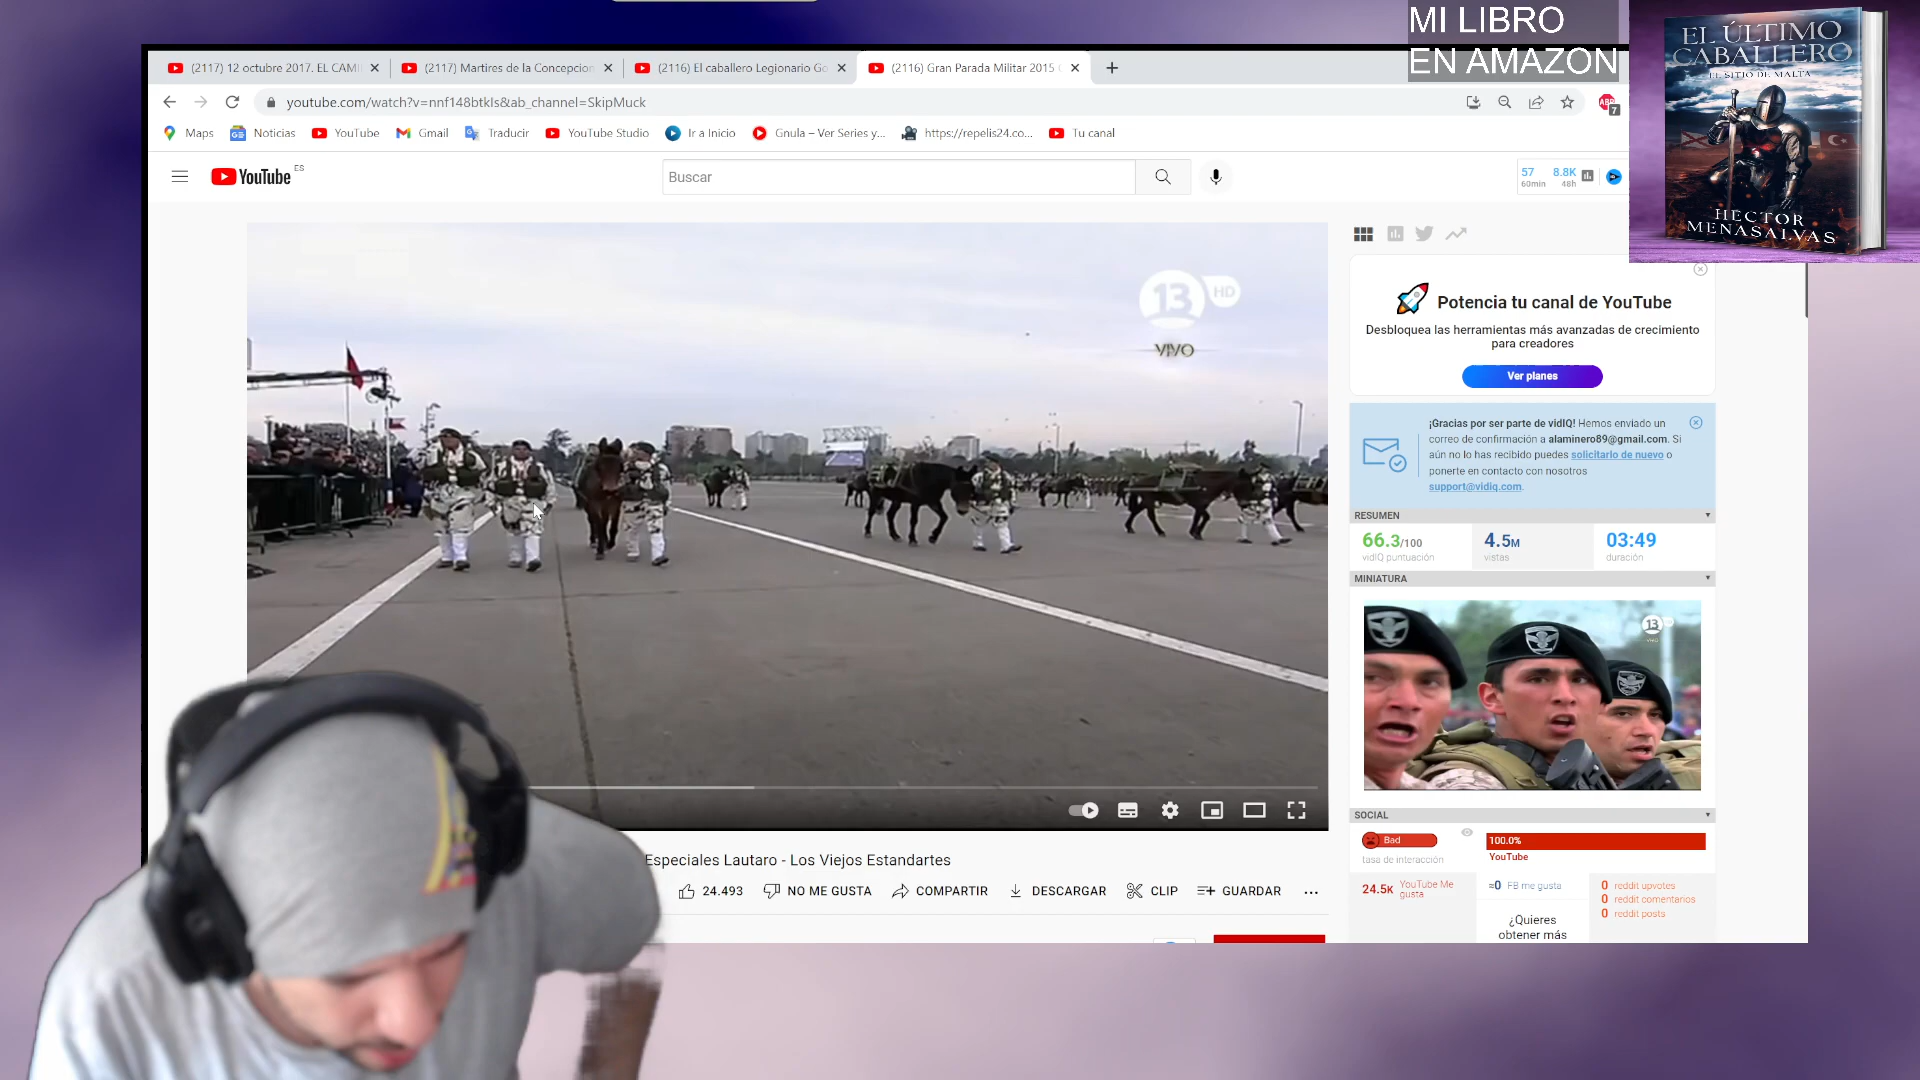 MI LIBRO
EN AMAZON
EL ÚLTIMO
CABALLERO
EL SITIO DE MALTA
HECTOR
MENASALVAS
(2117) 12 octubre 2017. EL CAMI
(2117) Martires de la Concepcion
(2116) El caballero Legionario Go
(2116) Gran Parada Militar 2015
youtube.com/watch?v=nnf148btkIs&ab_channel=SkipMuck
ABP
7
Maps
Noticias
YouTube
Gmail
Traducir
YouTube Studio
Ir a Inicio
Gnula – Ver Series y...
https://repelis24.co...
Tu canal
YouTube ES
Buscar
57
60min
8.8K
48h
13 HD
VIVO
Potencia tu canal de YouTube
Desbloquea las herramientas más avanzadas de crecimiento
para creadores
Ver planes
¡Gracias por ser parte de vidIQ! Hemos enviado un
correo de confirmación a alaminero89@gmail.com. Si
aún no lo has recibido puedes solicitarlo de nuevo o
ponerte en contacto con nosotros
support@vidiq.com.
RESUMEN
66.3/100
vidIQ puntuación
4.5M
vistas
03:49
duración
MINIATURA
13
SOCIAL
Bad
tasa de interacción
100.0%
YouTube
24.5K YouTube Me
gusta
≈0 FB me gusta
0 reddit upvotes
0 reddit comentarios
0 reddit posts
¿Quieres
obtener más
Especiales Lautaro - Los Viejos Estandartes
24.493
NO ME GUSTA
COMPARTIR
DESCARGAR
CLIP
GUARDAR